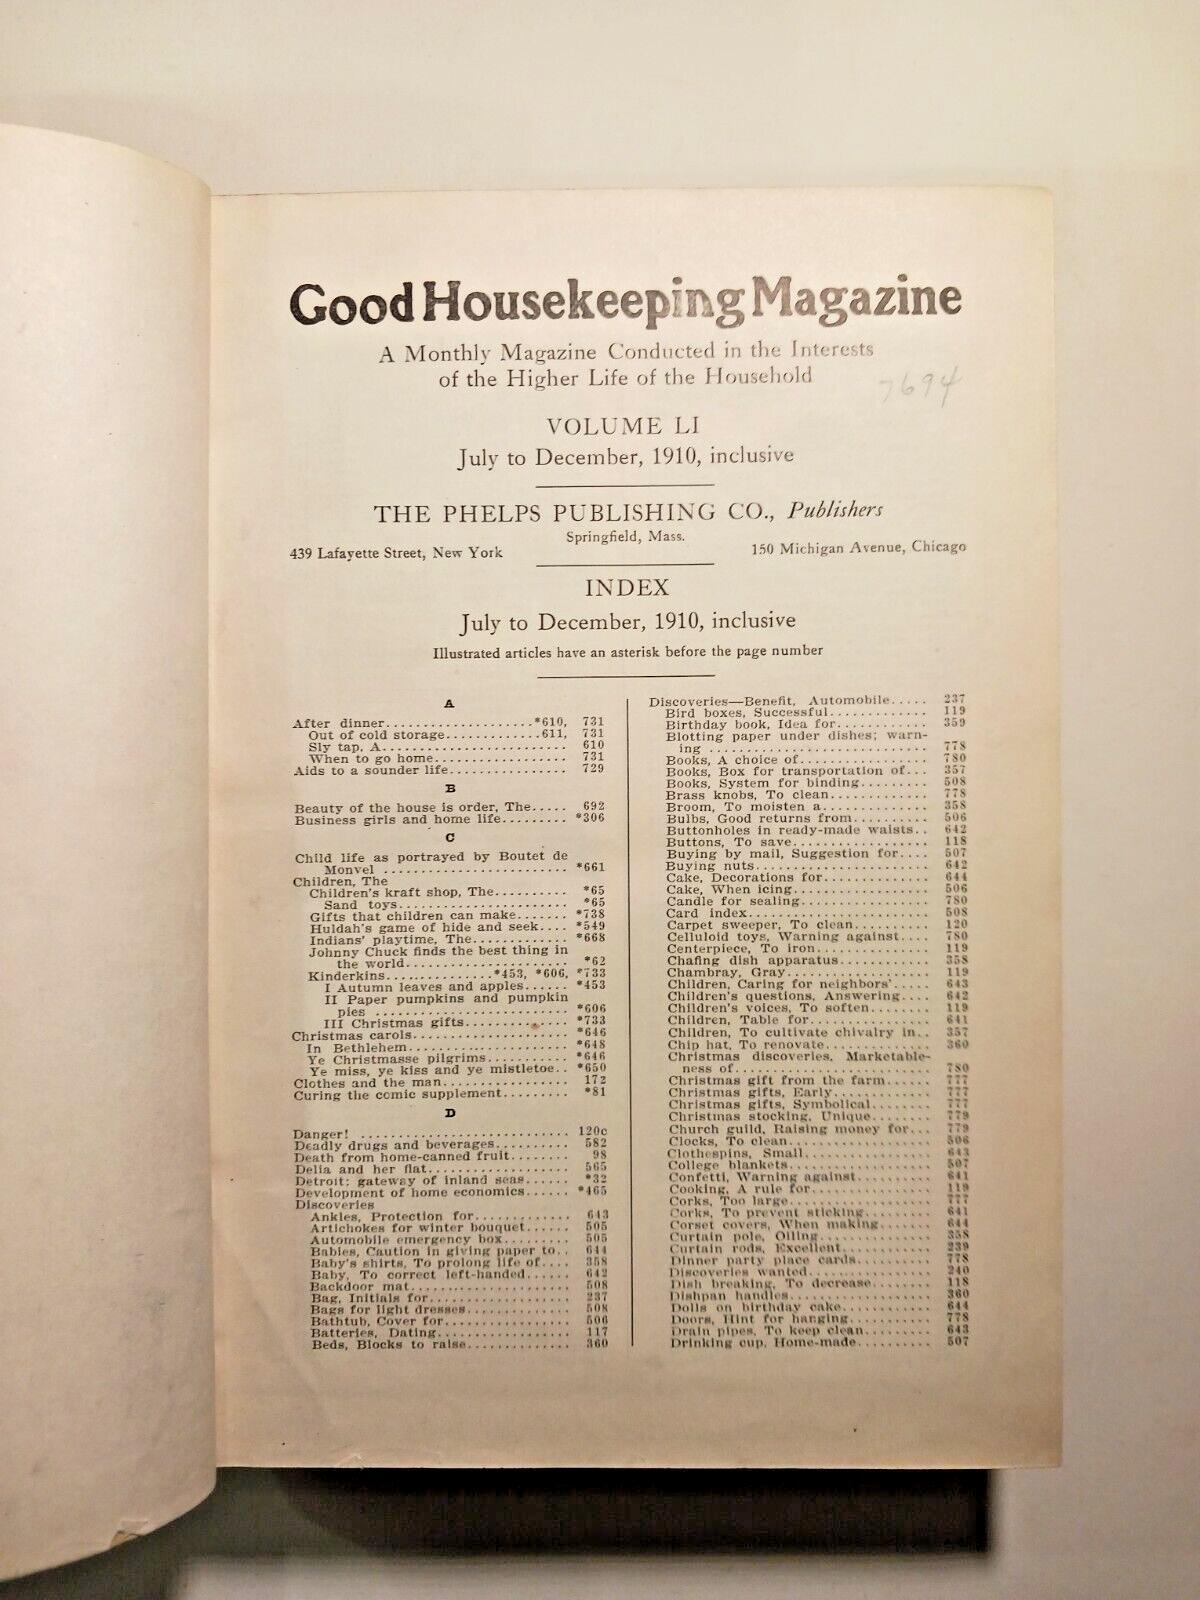 Good Housekeeping Magazine
A Monthly Magazine Conducted in the Interests
of the Higher Life of the Household
7694
VOLUME LI
July to December, 1910, inclusive
THE PHELPS PUBLISHING CO., Publishers
Springfield, Mass.
439 Lafayette Street, New York
150 Michigan Avenue, Chicago
INDEX
July to December, 1910, inclusive
Illustrated articles have an asterisk before the page number
A
After dinner....................*610, 731
Out of cold storage.............611, 731
Sly tap, A........................ 610
When to go home.................. 731
Aids to a sounder life............... 729
B
Beauty of the house is order, The..... 692
Business girls and home life......... *306
C
Child life as portrayed by Boutet de
Monvel .......................... *661
Children, The
Children's kraft shop, The.......... *65
Sand toys....................... *65
Gifts that children can make....... *738
Huldah's game of hide and seek.... *549
Indians' playtime, The............. *668
Johnny Chuck finds the best thing in
the world....................... *62
Kinderkins...............*453, *606, *733
I Autumn leaves and apples...... *453
II Paper pumpkins and pumpkin
pies ........................... *606
III Christmas gifts............... *733
Christmas carols...................... *646
In Bethlehem...................... *648
Ye Christmasse pilgrims........... *646
Ye miss, ye kiss and ye mistletoe.. *650
Clothes and the man................. 172
Curing the comic supplement......... *81
D
Danger! ............................ 120c
Deadly drugs and beverages.......... 582
Death from home-canned fruit........ 98
Delia and her flat................... 565
Detroit: gateway of inland seas...... *32
Development of home economics...... *465
Discoveries
Ankles, Protection for............. 643
Artichokes for winter bouquet...... 505
Automobile emergency box......... 505
Babies, Caution in giving paper to.. 644
Baby's shirts, To prolong life of.... 358
Baby, To correct left-handed...... 642
Backdoor mat...................... 508
Bag, Initials for................... 237
Bags for light dresses.............. 508
Bathtub, Cover for................. 506
Batteries, Dating.................. 117
Beds, Blocks to raise.............. 360
Discoveries—Benefit, Automobile..... 237
Bird boxes, Successful............. 119
Birthday book, Idea for............ 359
Blotting paper under dishes; warn-
ing ............................. 778
Books, A choice of................. 780
Books, Box for transportation of... 357
Books, System for binding......... 508
Brass knobs, To clean............. 778
Broom, To moisten a.............. 358
Bulbs, Good returns from.......... 506
Buttonholes in ready-made waists.. 642
Buttons, To save.................. 118
Buying by mail, Suggestion for.... 507
Buying nuts....................... 642
Cake, Decorations for.............. 644
Cake, When icing.................. 506
Candle for sealing................. 780
Card index........................ 508
Carpet sweeper, To clean.......... 120
Celluloid toys, Warning against.... 780
Centerpiece, To iron............... 119
Chafing dish apparatus............ 358
Chambray, Gray................... 119
Children, Caring for neighbors'..... 643
Children's questions, Answering.... 642
Children's voices, To soften........ 119
Children, Table for................ 641
Children, To cultivate chivalry in.. 357
Chip hat, To renovate.............. 360
Christmas discoveries, Marketable-
ness of.......................... 780
Christmas gift from the farm...... 777
Christmas gifts, Early............. 777
Christmas gifts, Symbolical........ 777
Christmas stocking, Unique........ 779
Church guild, Raising money for... 779
Clocks, To clean................... 506
Clothespins, Small................. 643
College blankets................... 507
Confetti, Warning against.......... 641
Cooking, A rule for................ 119
Corks, Too large................... 777
Corks, To prevent sticking......... 641
Corset covers, When making....... 644
Curtain pole, Oiling............... 358
Curtain rods, Excellent............ 239
Dinner party place cards.......... 778
Discoveries wanted................ 240
Dish breaking, To decrease........ 118
Dishpan handles................... 360
Dolls on birthday cake............. 644
Doors, Hint for hanging............ 778
Drain pipes, To keep clean......... 643
Drinking cup, Home-made.......... 507